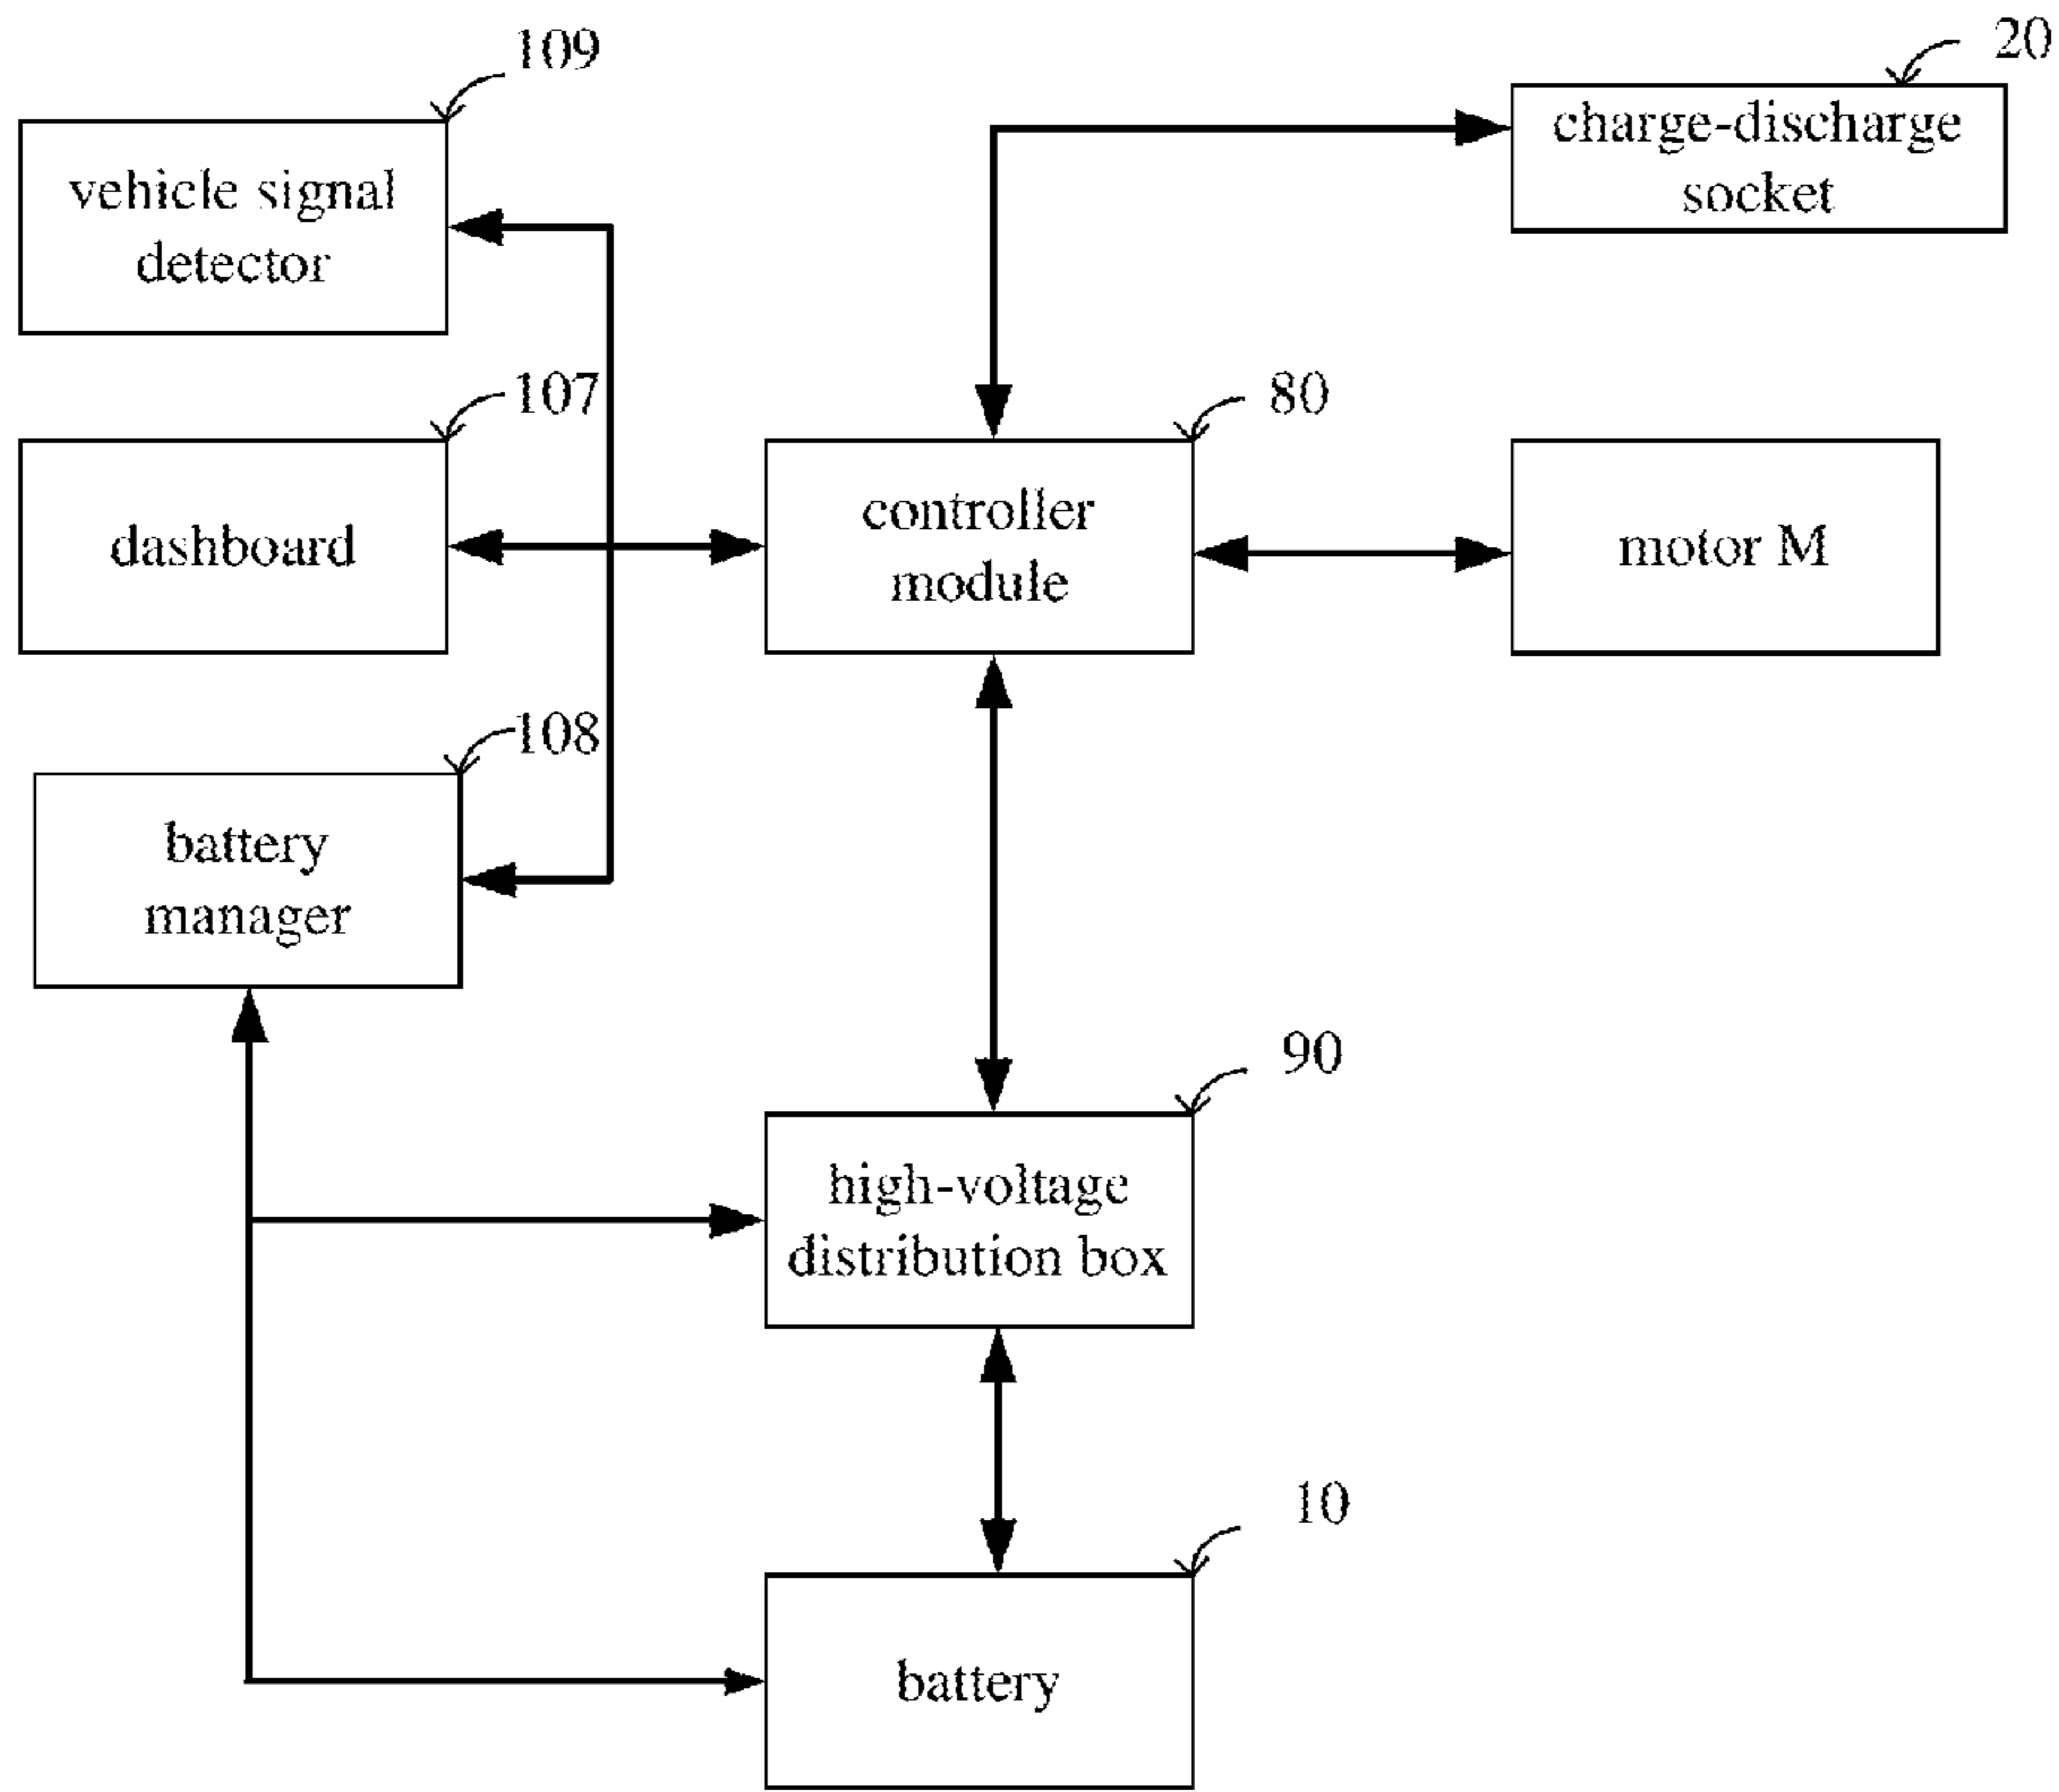 109
20
charge-discharge
socket
vehicle signal
detector
107
80
dashboard
controller
module
motor M
108
battery
manager
90
high-voltage
distribution box
10
battery